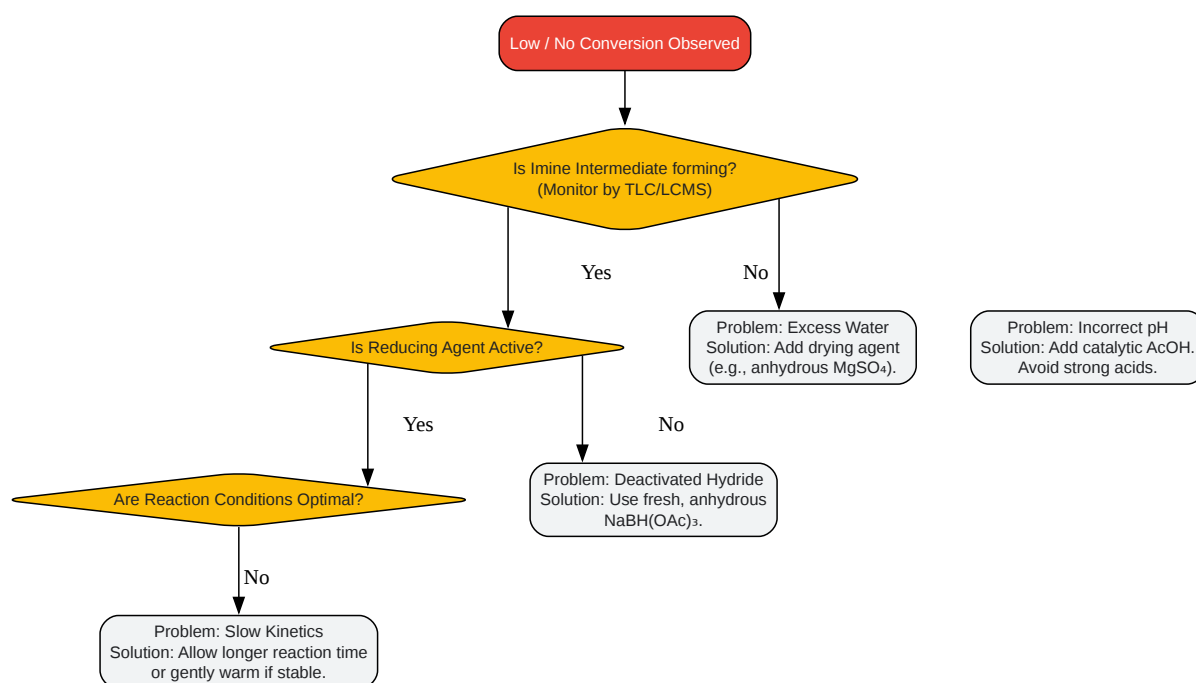 Low / No Conversion Observed
Is Imine Intermediate forming?
(Monitor by TLC/LCMS)
Yes
No
Problem: Excess Water
Solution: Add drying agent
(e.g., anhydrous MgSO₄).
Problem: Incorrect pH
Solution: Add catalytic AcOH.
Avoid strong acids.
Is Reducing Agent Active?
Yes
No
Problem: Deactivated Hydride
Solution: Use fresh, anhydrous
NaBH(OAc)₃.
Are Reaction Conditions Optimal?
No
Problem: Slow Kinetics
Solution: Allow longer reaction time
or gently warm if stable.